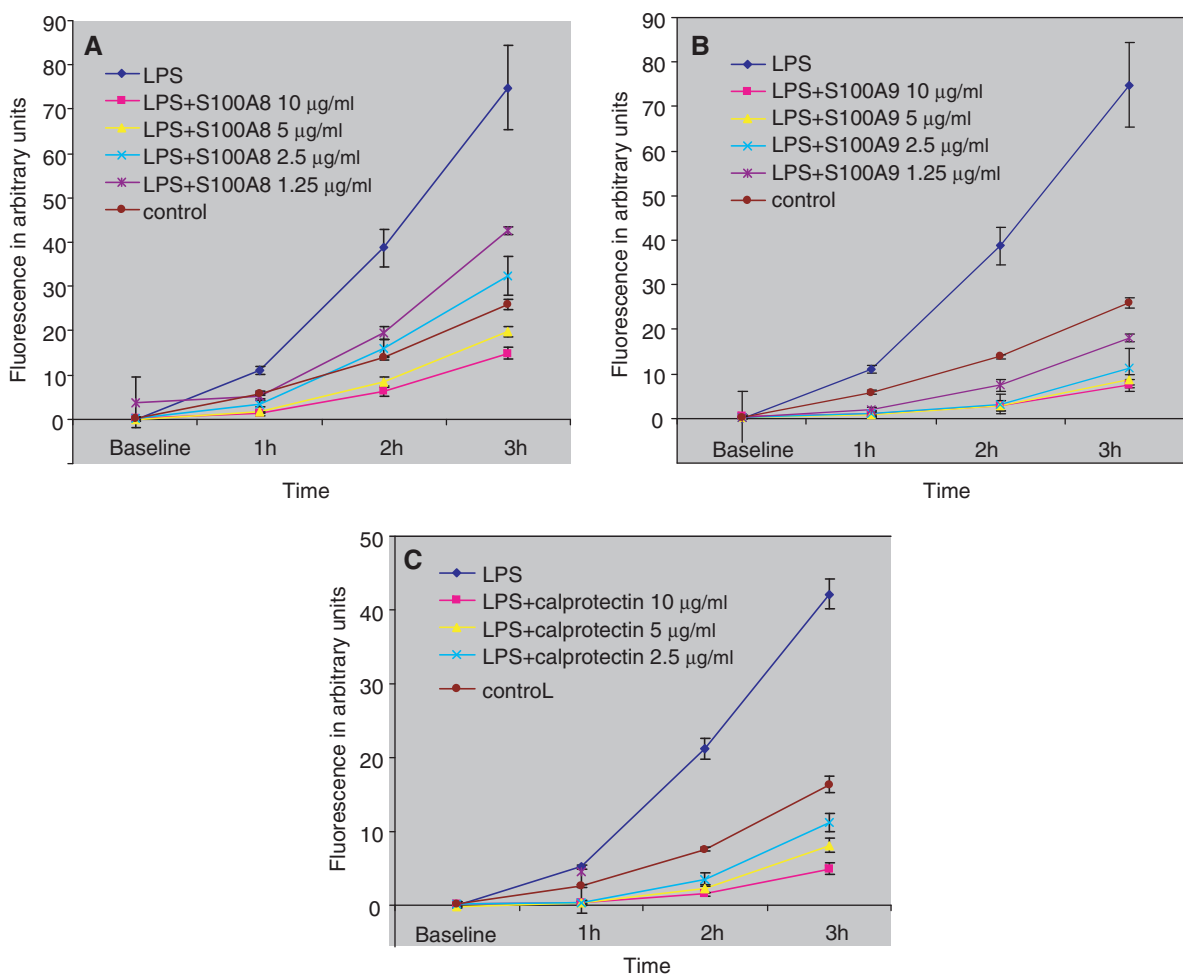 A
LPS
LPS+S100A8 10 μg/ml
LPS+S100A8 5 μg/ml
LPS+S100A8 2.5 μg/ml
LPS+S100A8 1.25 μg/ml
control
90
80
70
60
50
40
30
20
10
0
Fluorescence in arbitrary units
Baseline 1h 2h 3h
Time
B
LPS
LPS+S100A9 10 μg/ml
LPS+S100A9 5 μg/ml
LPS+S100A9 2.5 μg/ml
LPS+S100A9 1.25 μg/ml
control
90
80
70
60
50
40
30
20
10
0
Fluorescence in arbitrary units
Baseline 1h 2h 3h
Time
C
LPS
LPS+calprotectin 10 μg/ml
LPS+calprotectin 5 μg/ml
LPS+calprotectin 2.5 μg/ml
controL
50
40
30
20
10
0
Fluorescence in arbitrary units
Baseline 1h 2h 3h
Time